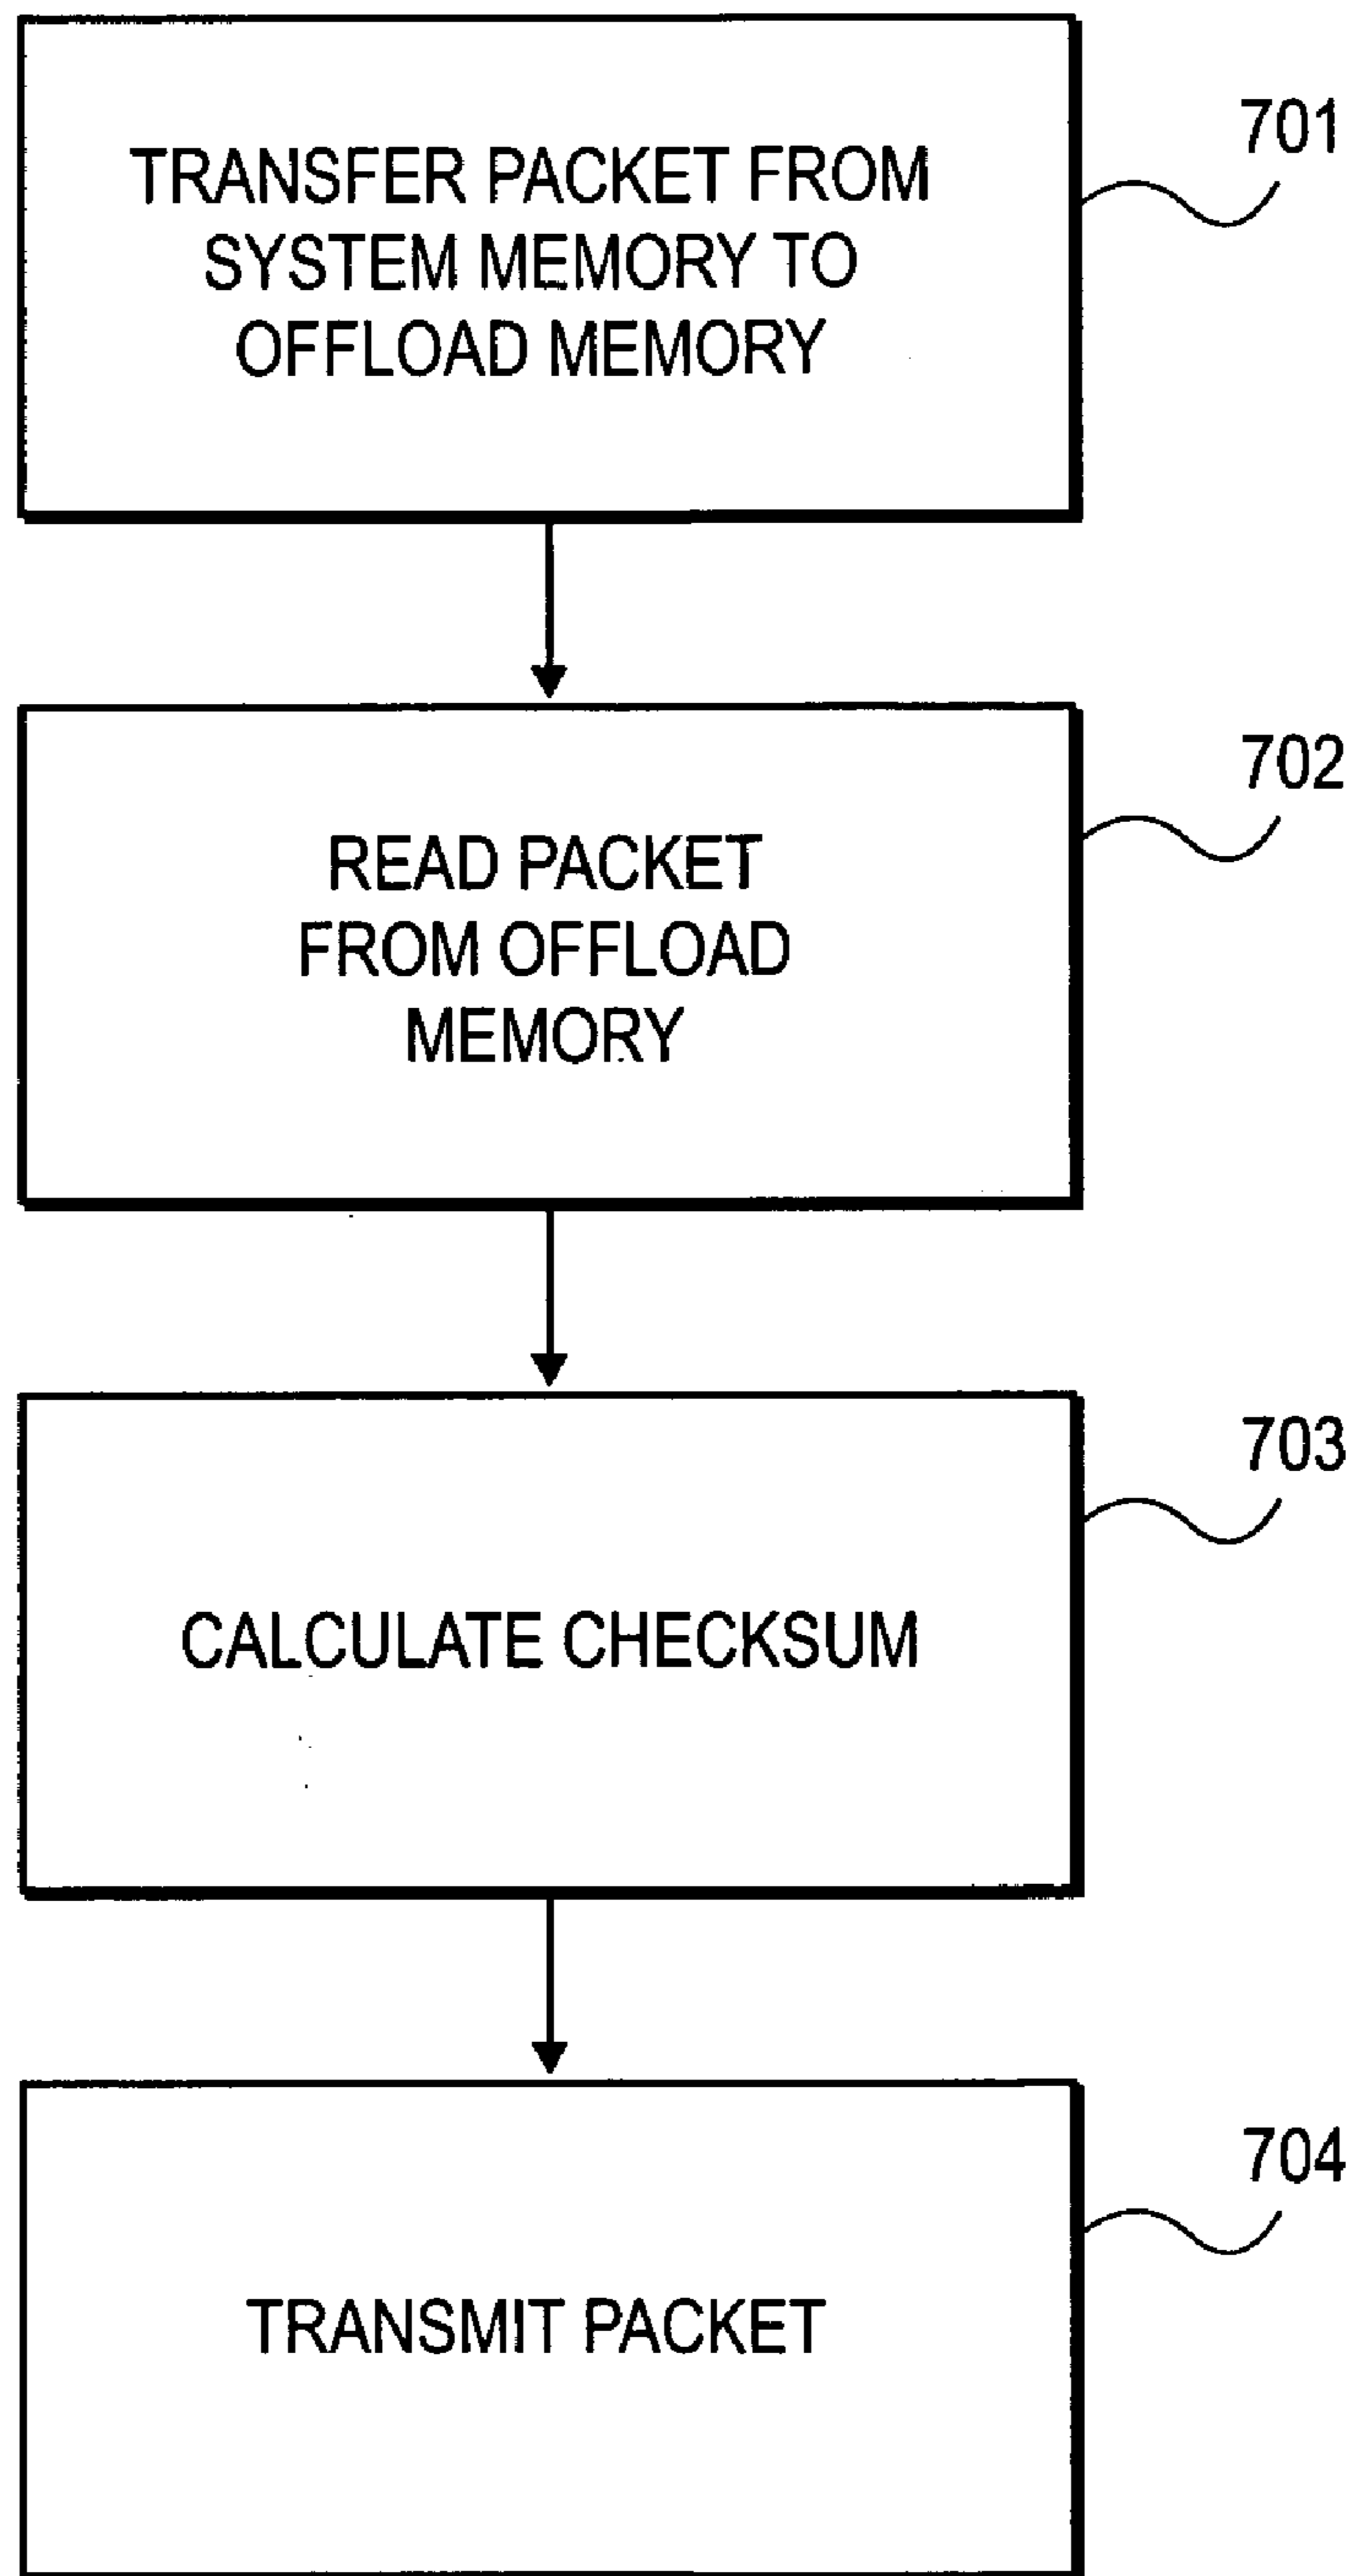 701
TRANSFER PACKET FROM
SYSTEM MEMORY TO
OFFLOAD MEMORY
702
READ PACKET
FROM OFFLOAD
MEMORY
703
CALCULATE CHECKSUM
704
TRANSMIT PACKET